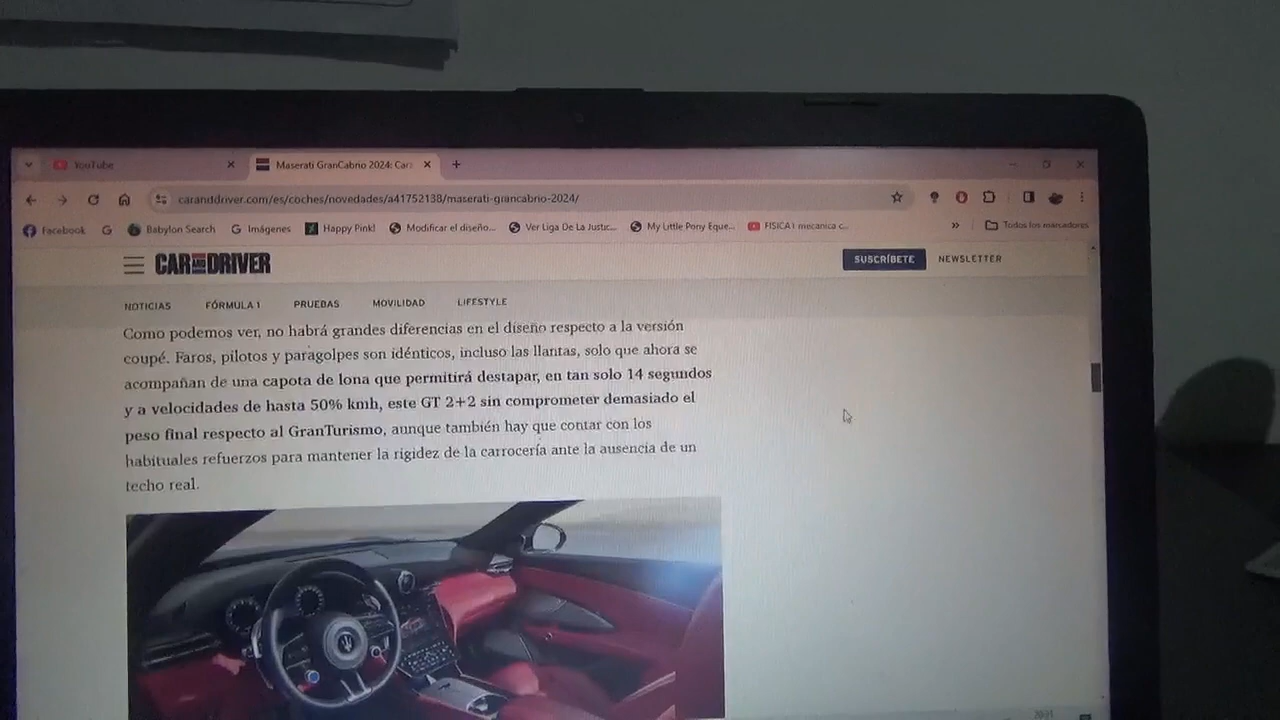 YouTube
Maserati GranCabrio 2024: Car
caranddriver.com/es/coches/novedades/a41752138/maserati-grancabrio-2024/
Facebook
Babylon Search
Imágenes
Happy Pink!
Modificar el diseño...
Ver Liga De La Justic...
My Little Pony Eque...
FISICA I mecanica c...
Todos los marcadores
CAR AND DRIVER
SUSCRÍBETE
NEWSLETTER
NOTICIAS
FÓRMULA 1
PRUEBAS
MOVILIDAD
LIFESTYLE
Como podemos ver, no habrá grandes diferencias en el diseño respecto a la versión
coupé. Faros, pilotos y paragolpes son idénticos, incluso las llantas, solo que ahora se
acompañan de una capota de lona que permitirá destapar, en tan solo 14 segundos
y a velocidades de hasta 50% kmh, este GT 2+2 sin comprometer demasiado el
peso final respecto al GranTurismo, aunque también hay que contar con los
habituales refuerzos para mantener la rigidez de la carrocería ante la ausencia de un
techo real.